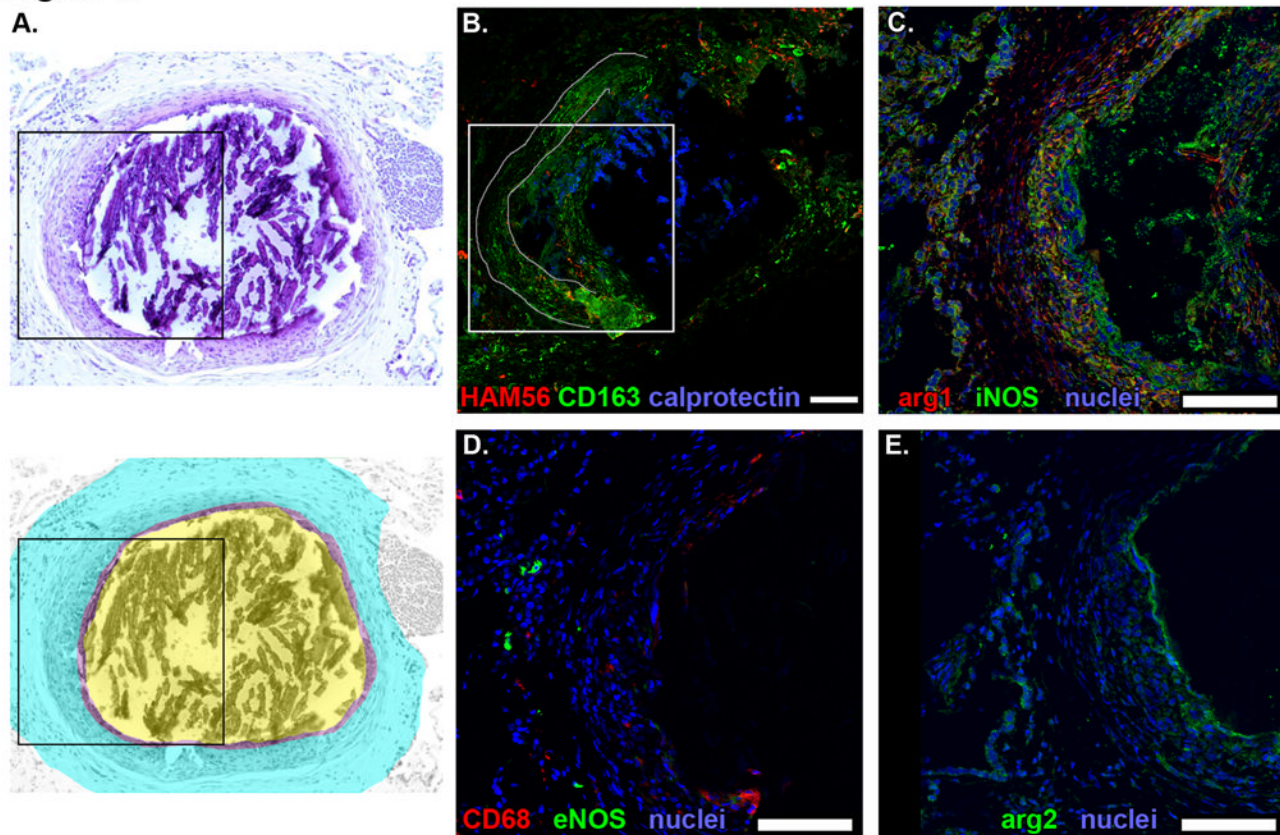 A.
B.
C.
HAM56 CD163 calprotectin
arg1 iNOS nuclei
D.
E.
CD68 eNOS nuclei
arg2 nuclei